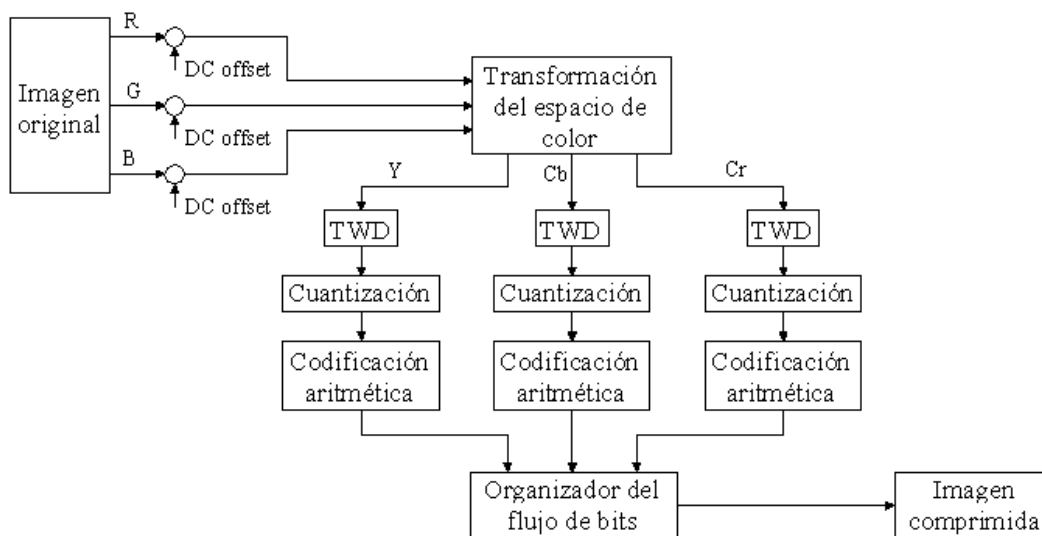 R
DC offset
Imagen
original
G
DC offset
B
DC offset
Transformación
del espacio de
color
Y
Cb
Cr
TWD
TWD
TWD
Cuantización
Cuantización
Cuantización
Codificación
aritmética
Codificación
aritmética
Codificación
aritmética
Organizador del
flujo de bits
Imagen
comprimida